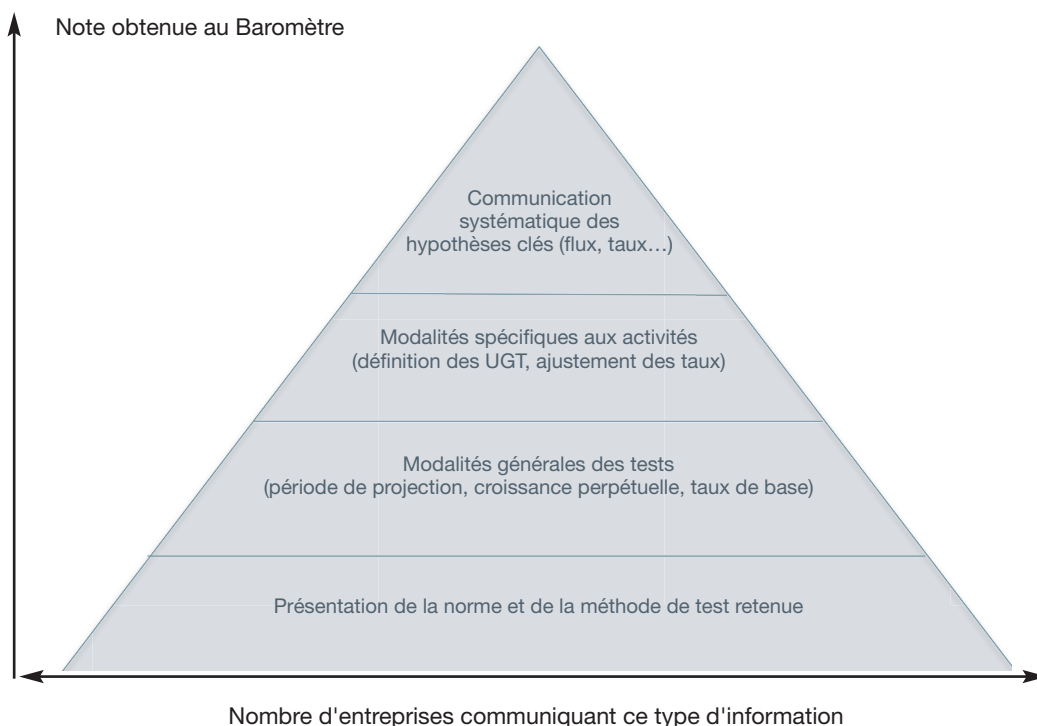 Note obtenue au Baromètre
Communication
systématique des
hypothèses clés (flux, taux…)
Modalités spécifiques aux activités
(définition des UGT, ajustement des taux)
Modalités générales des tests
(période de projection, croissance perpétuelle, taux de base)
Présentation de la norme et de la méthode de test retenue
Nombre d'entreprises communiquant ce type d'information